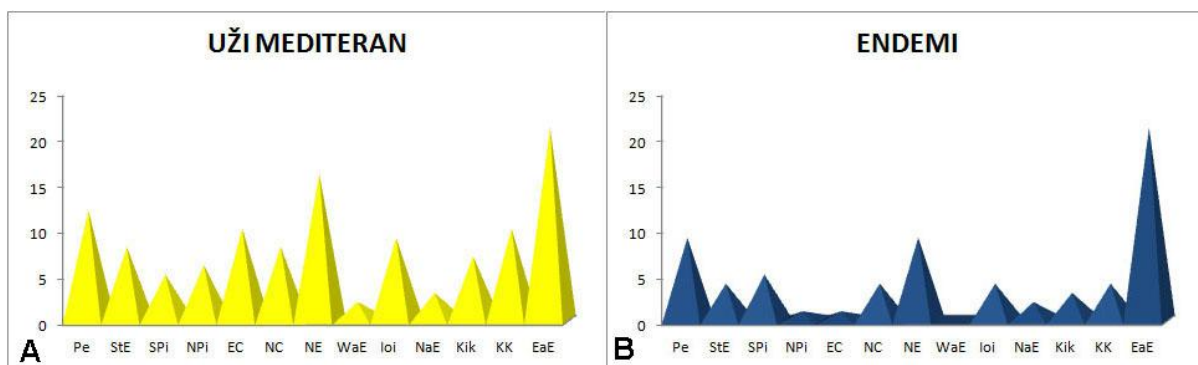 UŽI MEDITERAN
25
20
15
10
5
0
Pe StE SPi NPi EC NC NE WaE Ioi NaE Kik KK EaE
A
ENDEMI
25
20
15
10
5
0
Pe StE SPi NPi EC NC NE WaE Ioi NaE Kik KK EaE
B